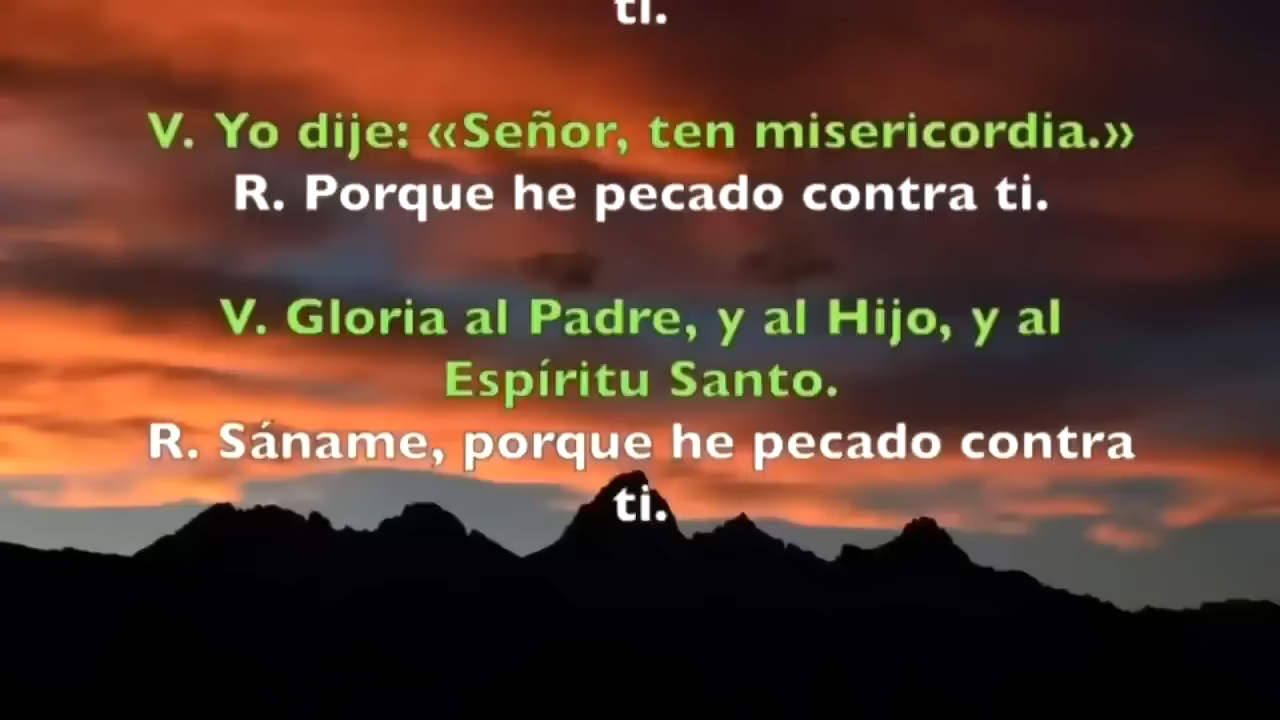 ti.
V. Yo dije: «Señor, ten misericordia.»
R. Porque he pecado contra ti.
V. Gloria al Padre, y al Hijo, y al
Espíritu Santo.
R. Sáname, porque he pecado contra
ti.